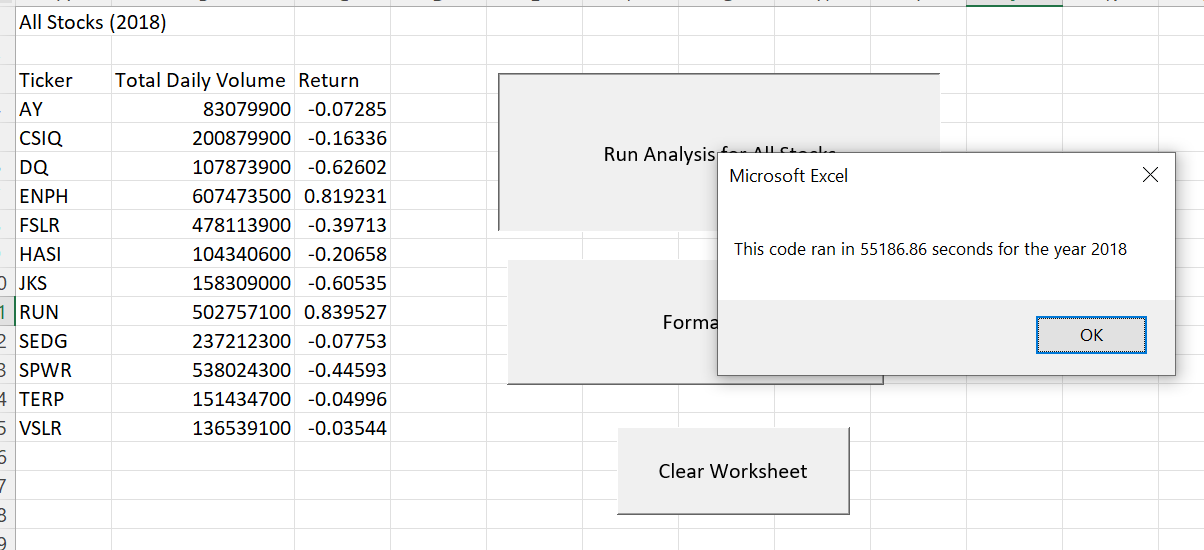 All Stocks (2018)
Ticker Total Daily Volume Return
AY 83079900 -0.07285
CSIQ 200879900 -0.16336
DQ 107873900 -0.62602
ENPH 607473500 0.819231
FSLR 478113900 -0.39713
HASI 104340600 -0.20658
JKS 158309000 -0.60535
RUN 502757100 0.839527
SEDG 237212300 -0.07753
SPWR 538024300 -0.44593
TERP 151434700 -0.04996
VSLR 136539100 -0.03544
Run Analysis for All Stocks
Microsoft Excel
This code ran in 55186.86 seconds for the year 2018
OK
Forma
Clear Worksheet